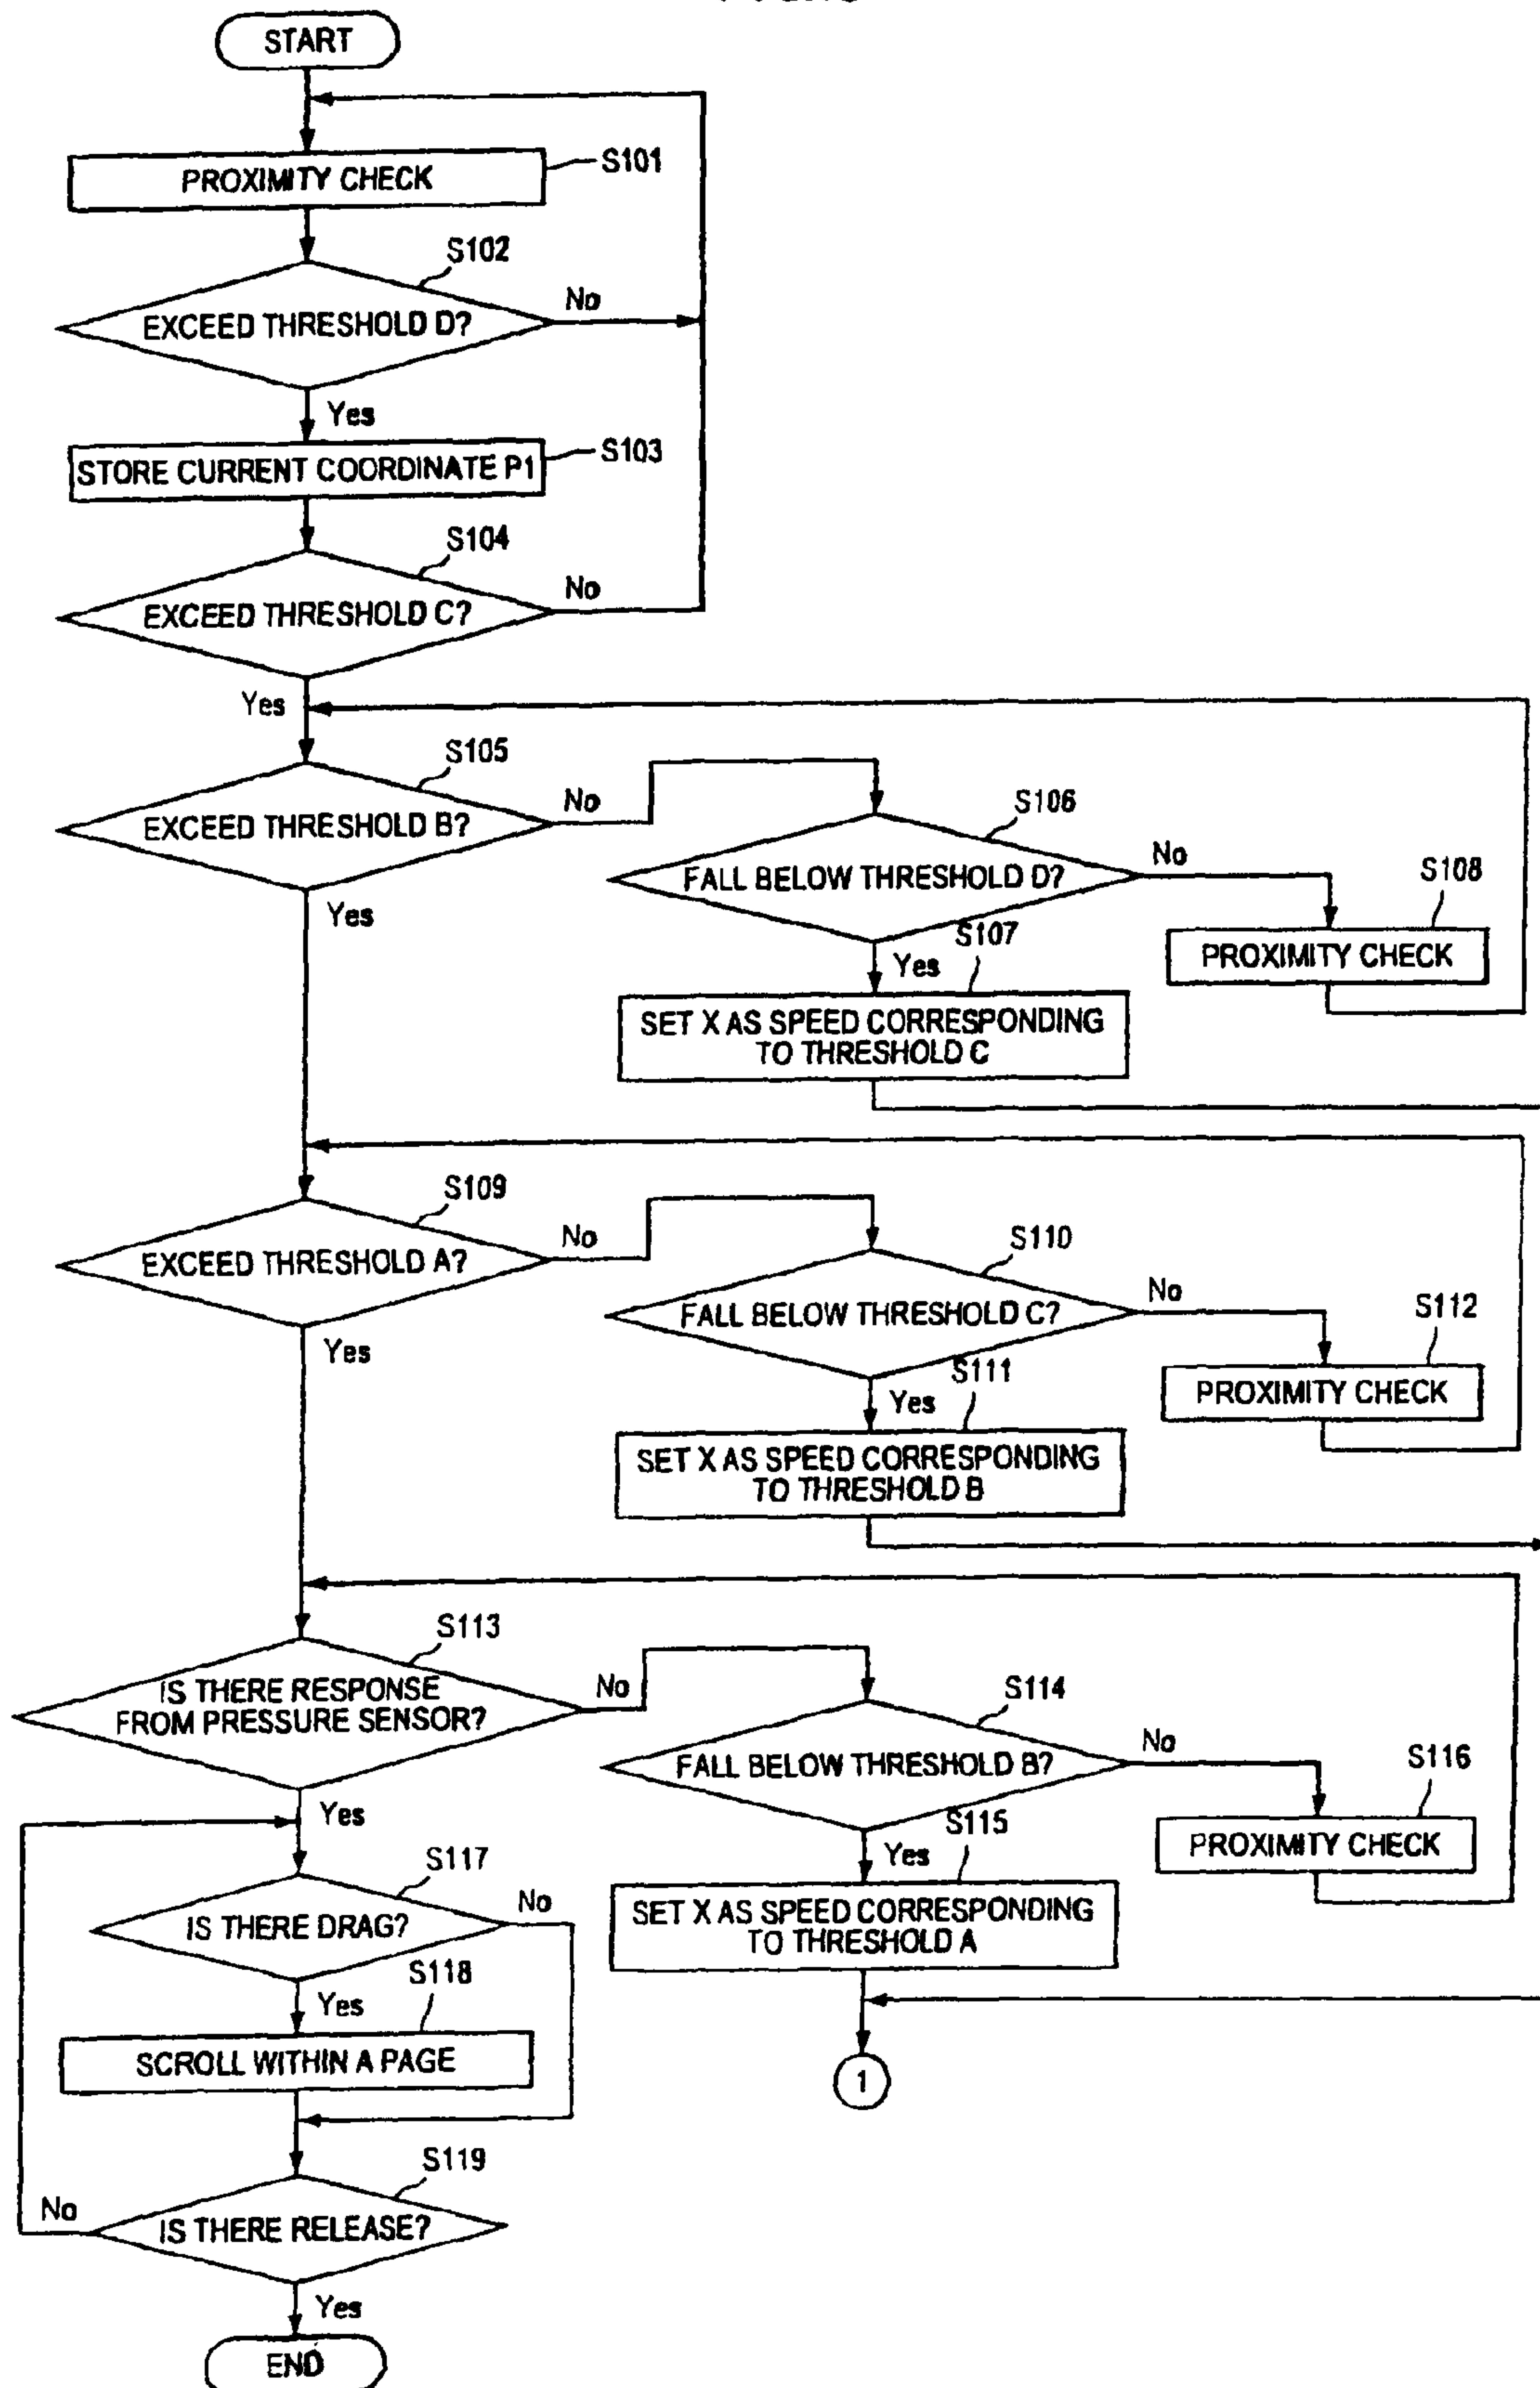 START
PROXIMITY CHECK
S101
S102
EXCEED THRESHOLD D?
No
Yes
STORE CURRENT COORDINATE P1
S103
S104
EXCEED THRESHOLD C?
No
Yes
S105
EXCEED THRESHOLD B?
No
Yes
S106
FALL BELOW THRESHOLD D?
No
Yes
S107
SET X AS SPEED CORRESPONDING
TO THRESHOLD C
S108
PROXIMITY CHECK
S109
EXCEED THRESHOLD A?
No
Yes
S110
FALL BELOW THRESHOLD C?
No
Yes
S111
SET X AS SPEED CORRESPONDING
TO THRESHOLD B
S112
PROXIMITY CHECK
S113
IS THERE RESPONSE
FROM PRESSURE SENSOR?
No
Yes
S114
FALL BELOW THRESHOLD B?
No
Yes
S115
SET X AS SPEED CORRESPONDING
TO THRESHOLD A
1
S116
PROXIMITY CHECK
S117
IS THERE DRAG?
No
Yes
S118
SCROLL WITHIN A PAGE
S119
IS THERE RELEASE?
No
Yes
END